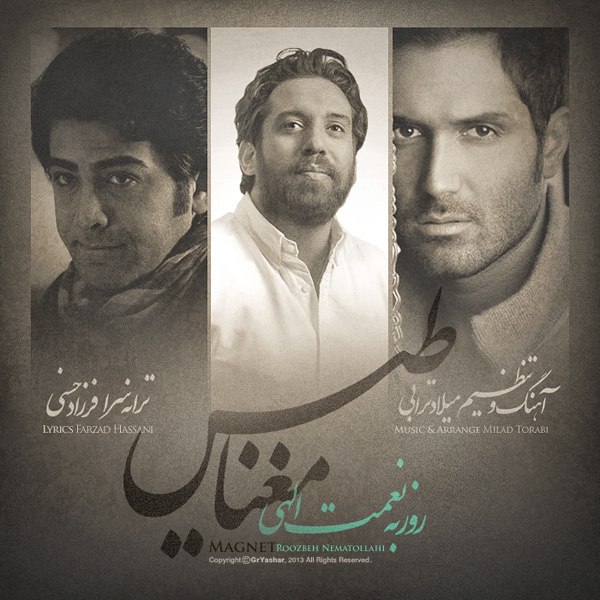 ترانه سرا فرزاد حسنی
LYRICS FARZAD HASSANI
آهنگ و تنظیم میلاد ترابی
MUSIC & ARRANGE MILAD TORABI
مغناطیس
روزبه نعمت الهی
MAGNET ROOZBEH NEMATOLLAHI
Copyright ©GrYashar, 2013 All Rights Reserved.